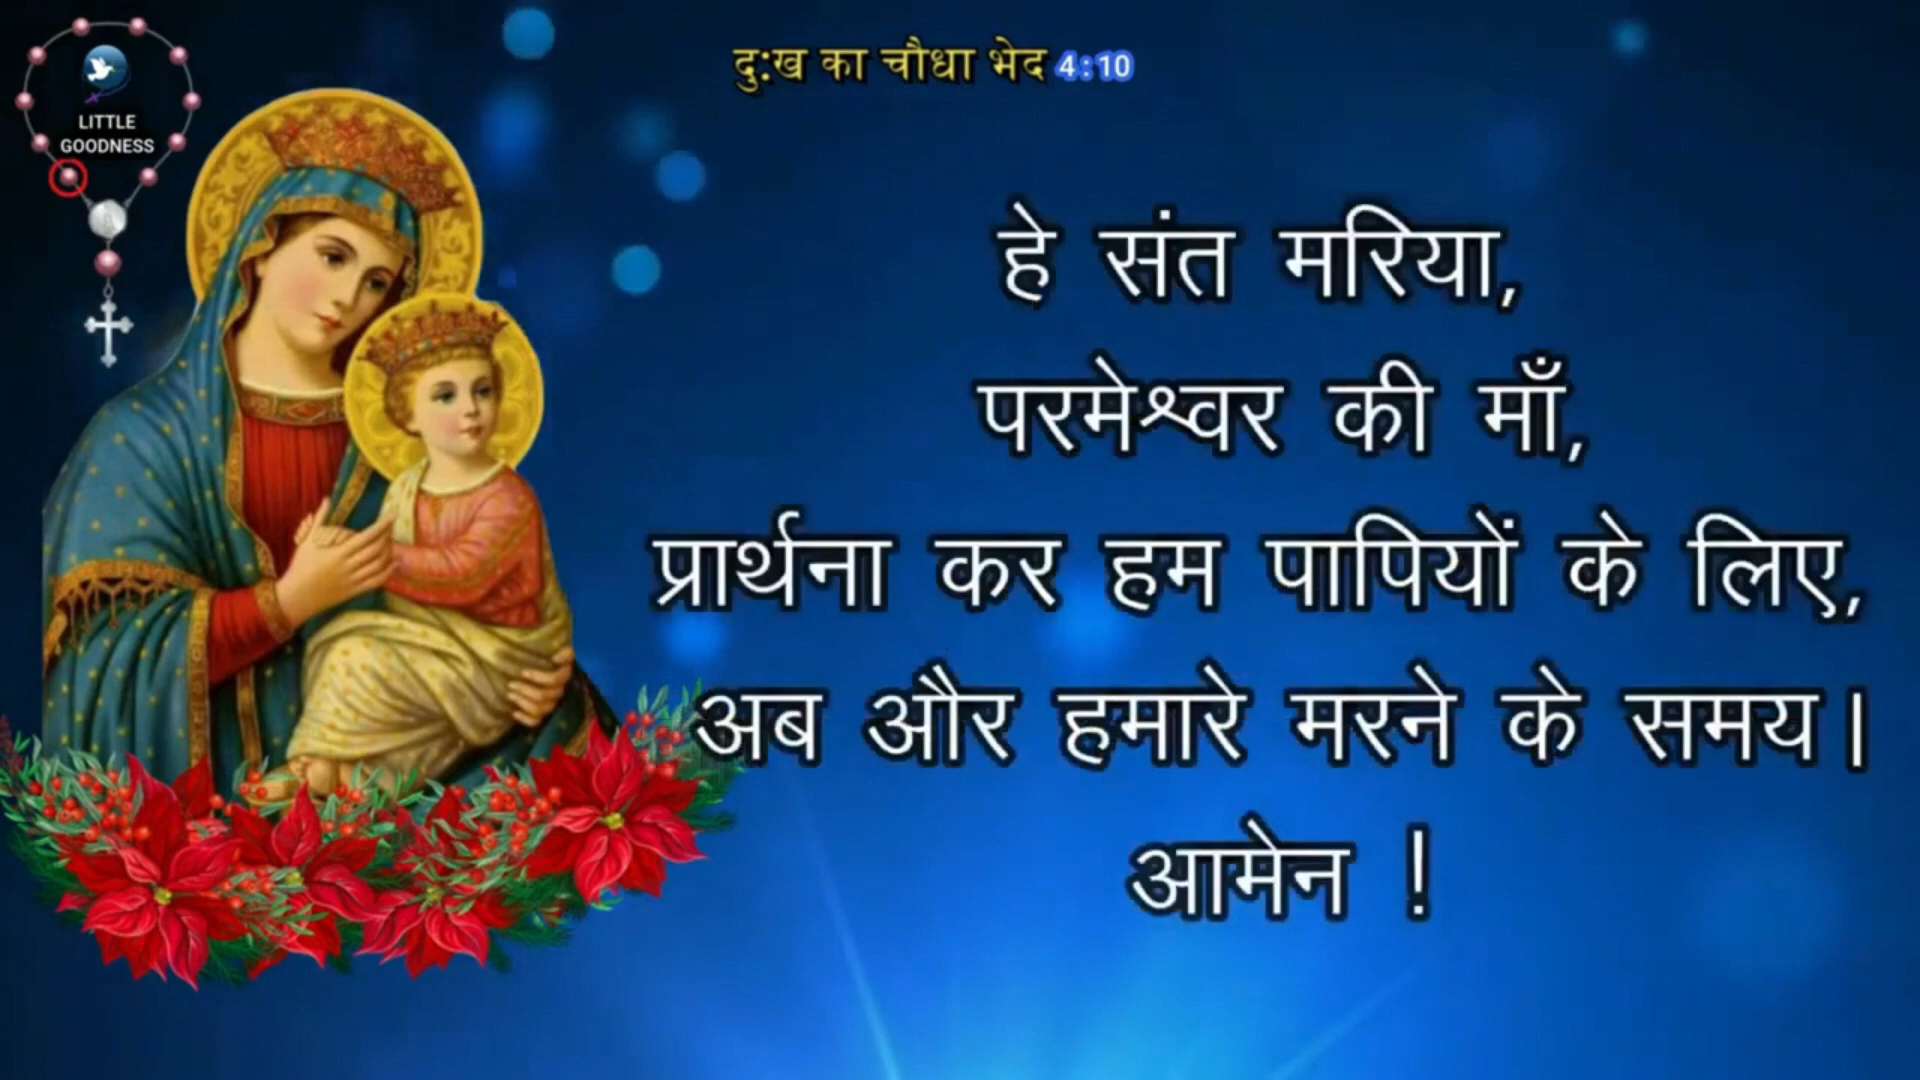 दु:ख का चौधा भेद 4:10
LITTLE
GOODNESS
हे संत मरिया,
परमेश्वर की माँ,
प्रार्थना कर हम पापियों के लिए,
अब और हमारे मरने के समय।
आमेन !